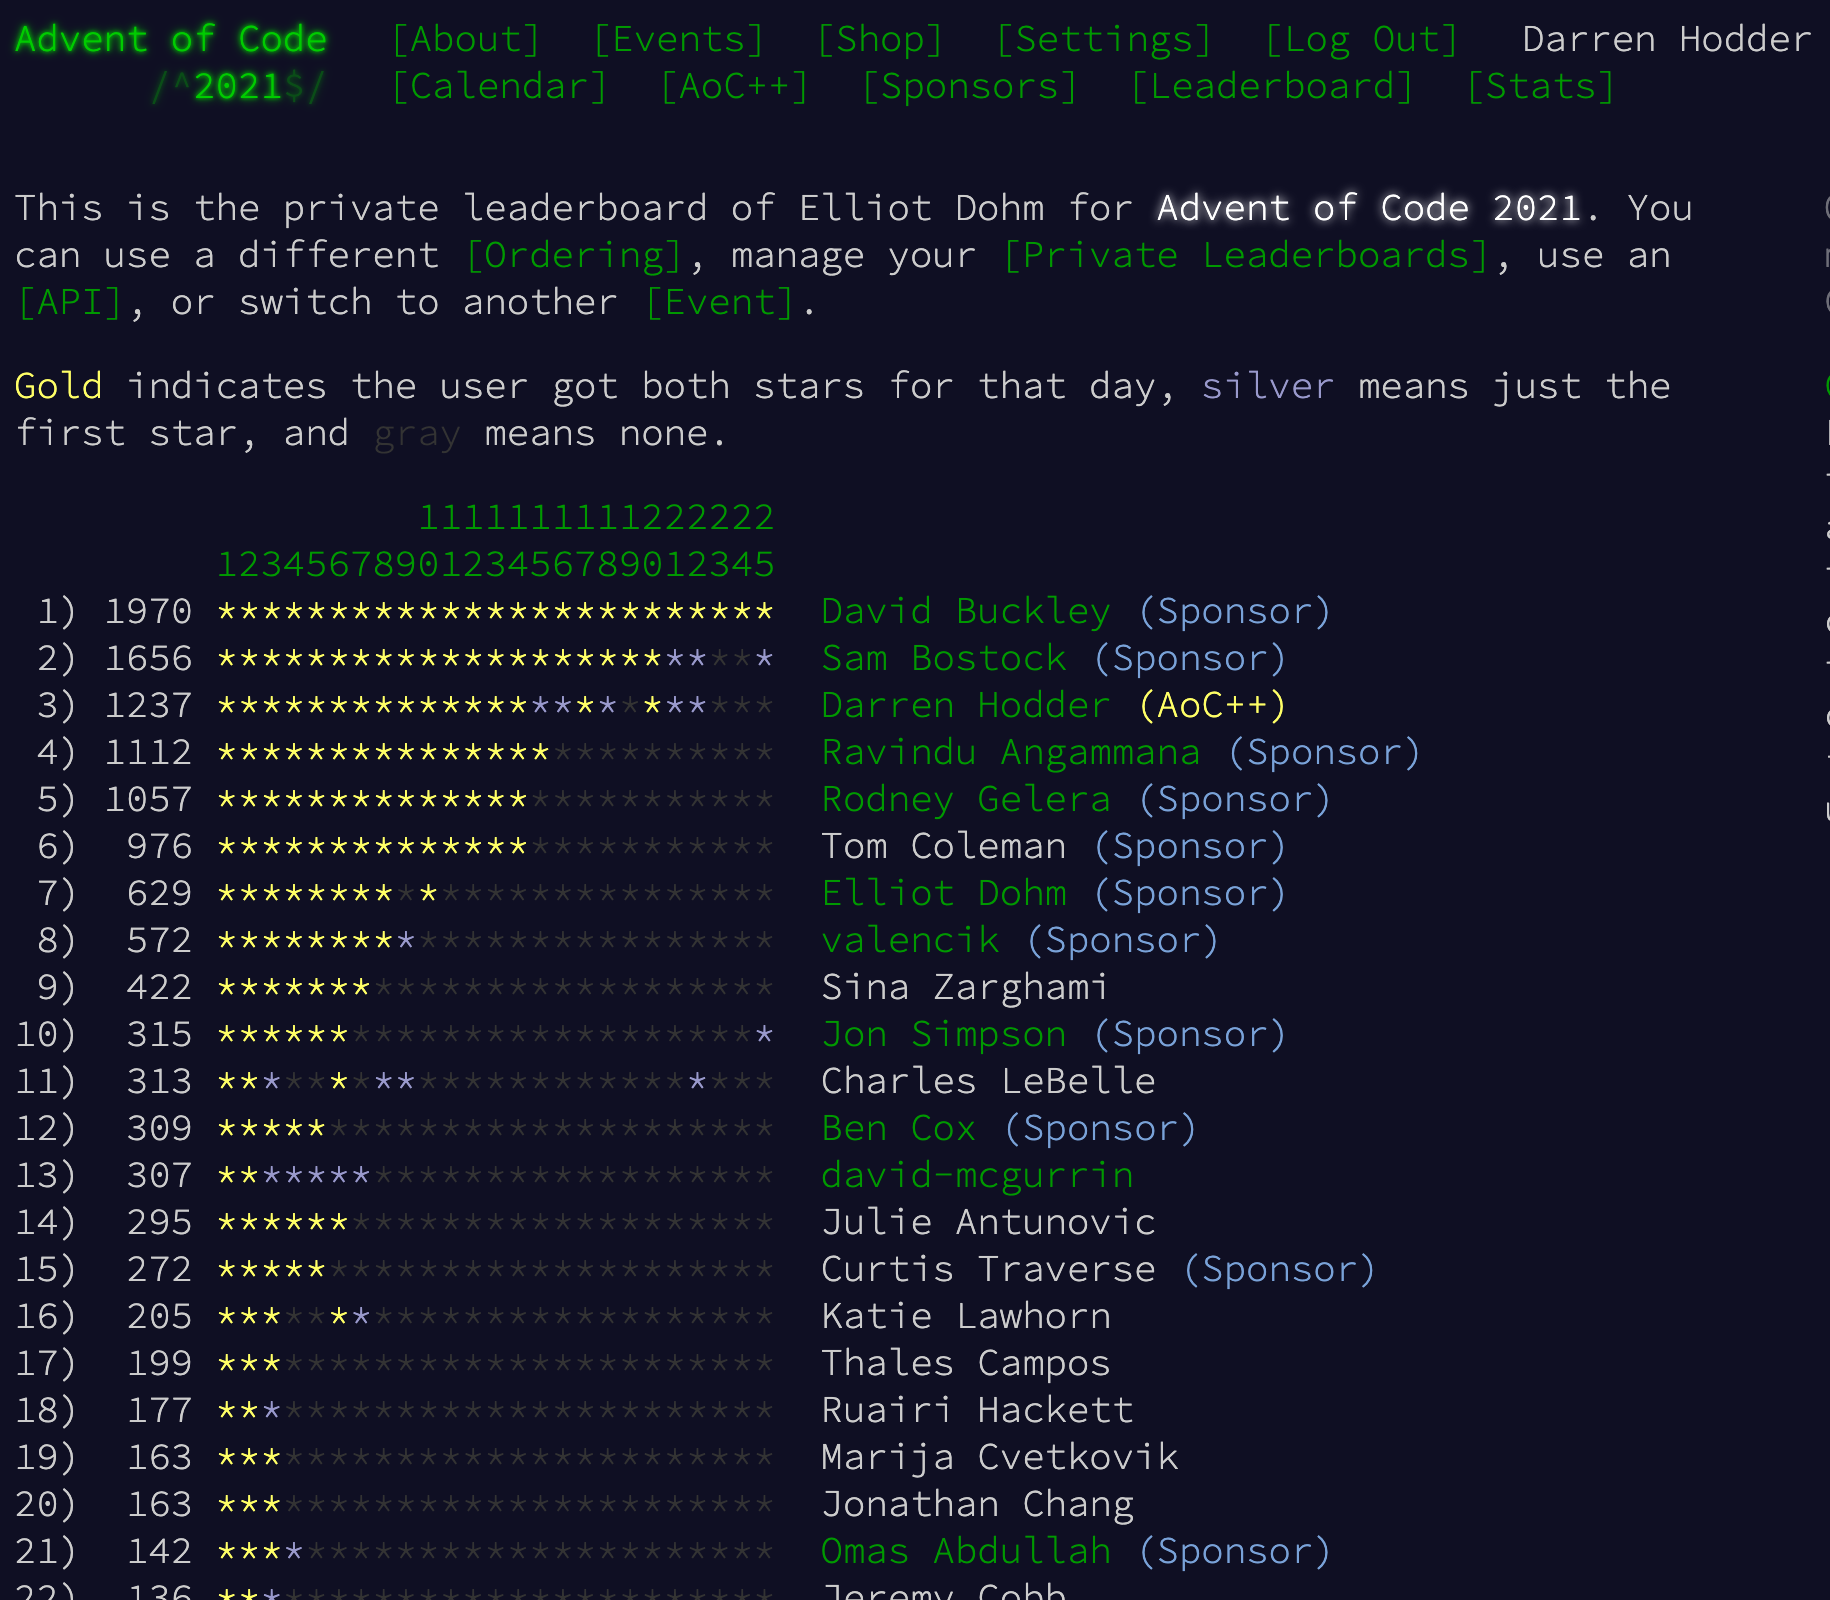 Advent of Code [About] [Events] [Shop] [Settings] [Log Out] Darren Hodder
/^2021$/ [Calendar] [AoC++] [Sponsors] [Leaderboard] [Stats]
This is the private leaderboard of Elliot Dohm for Advent of Code 2021. You
can use a different [Ordering], manage your [Private Leaderboards], use an
[API], or switch to another [Event].
Gold indicates the user got both stars for that day, silver means just the
first star, and gray means none.
1111111111222222
1234567890123456789012345
1) 1970 ************************* David Buckley (Sponsor)
2) 1656 ************************* Sam Bostock (Sponsor)
3) 1237 ************************* Darren Hodder (AoC++)
4) 1112 ************************* Ravindu Angammana (Sponsor)
5) 1057 ************************* Rodney Gelera (Sponsor)
6) 976 ************************* Tom Coleman (Sponsor)
7) 629 ************************* Elliot Dohm (Sponsor)
8) 572 ************************* valencik (Sponsor)
9) 422 ************************* Sina Zarghami
10) 315 ************************* Jon Simpson (Sponsor)
11) 313 ************************* Charles LeBelle
12) 309 ************************* Ben Cox (Sponsor)
13) 307 ************************* david-mcgurrin
14) 295 ************************* Julie Antunovic
15) 272 ************************* Curtis Traverse (Sponsor)
16) 205 ************************* Katie Lawhorn
17) 199 ************************* Thales Campos
18) 177 ************************* Ruairi Hackett
19) 163 ************************* Marija Cvetkovik
20) 163 ************************* Jonathan Chang
21) 142 ************************* Omas Abdullah (Sponsor)
22) 136 ************************* Jeremy Cobb